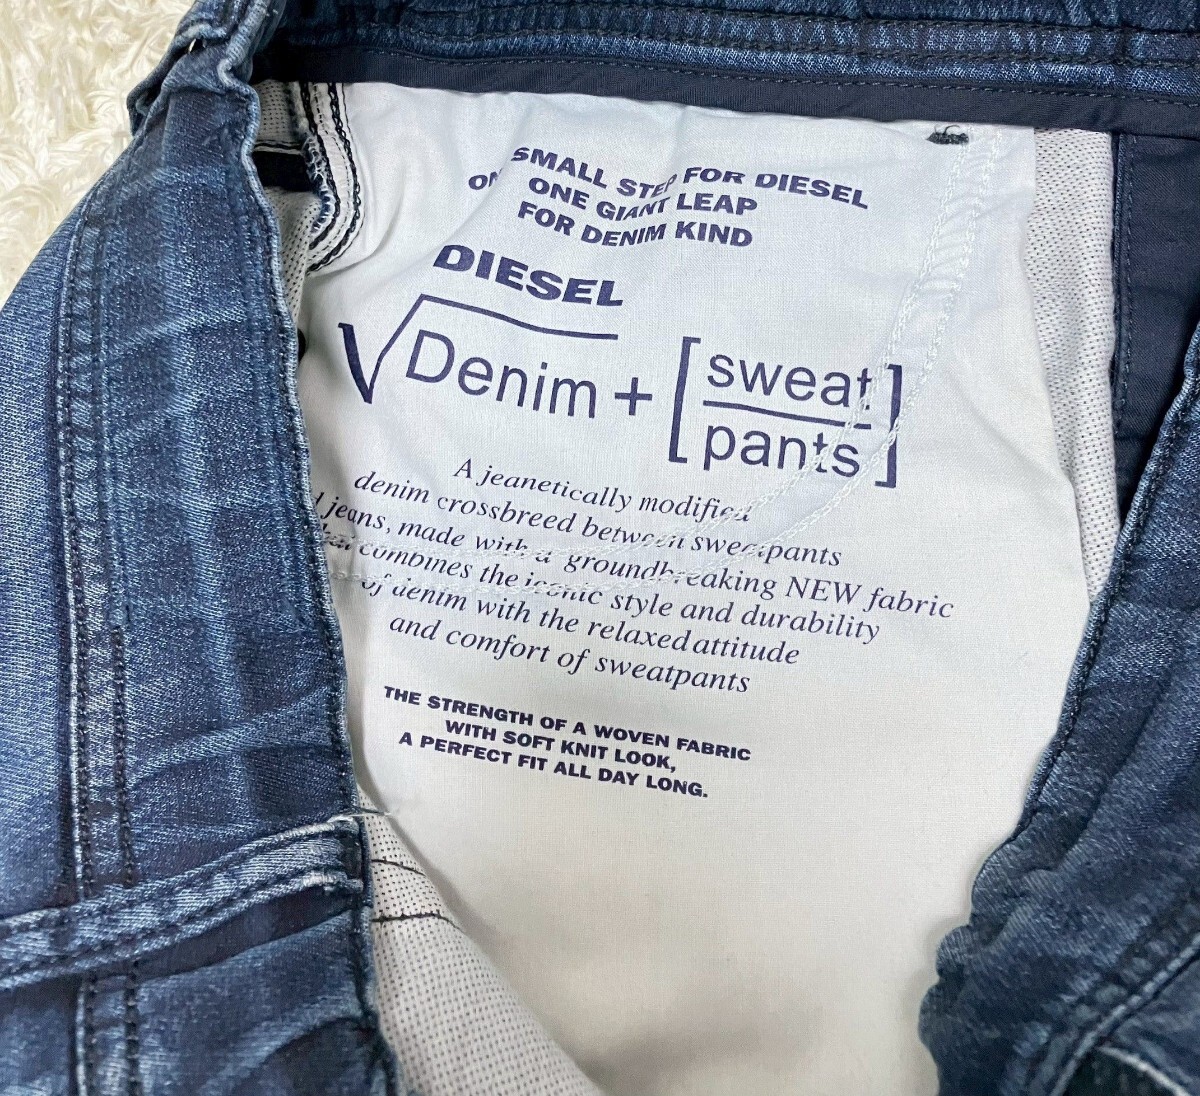 SMALL STEP FOR DIESEL
ONE GIANT LEAP
FOR DENIM KIND
DIESEL
√Denim + [sweat
pants]
A jeanetically modified
denim crossbreed between sweatpants
jeans, made with a groundbreaking NEW fabric
that combines the iconic style and durability
of denim with the relaxed attitude
and comfort of sweatpants
THE STRENGTH OF A WOVEN FABRIC
WITH SOFT KNIT LOOK,
A PERFECT FIT ALL DAY LONG.